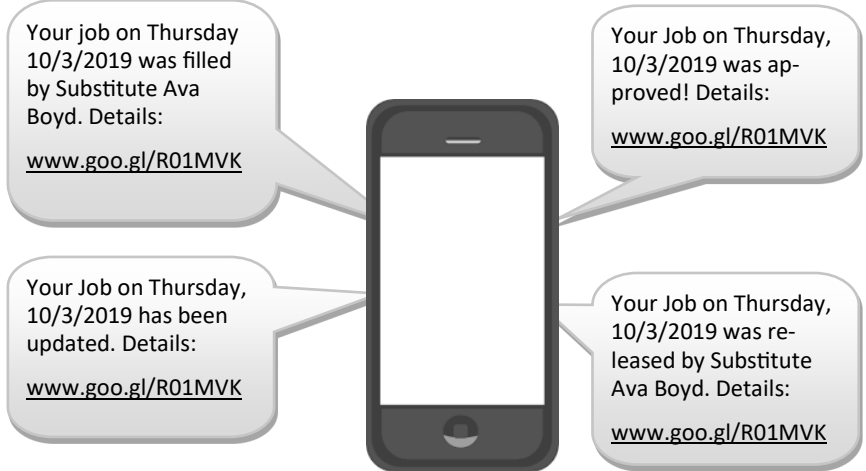 Your job on Thursday
10/3/2019 was filled
by Substitute Ava
Boyd. Details:
www.goo.gl/R01MVK
Your Job on Thursday,
10/3/2019 was ap-
proved! Details:
www.goo.gl/R01MVK
Your Job on Thursday,
10/3/2019 has been
updated. Details:
www.goo.gl/R01MVK
Your Job on Thursday,
10/3/2019 was re-
leased by Substitute
Ava Boyd. Details:
www.goo.gl/R01MVK